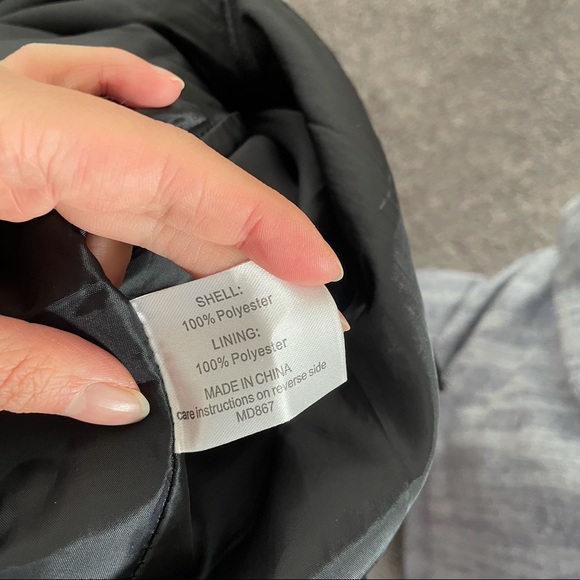 SHELL:
100% Polyester
LINING:
100% Polyester
MADE IN CHINA
care instructions on reverse side
MD867